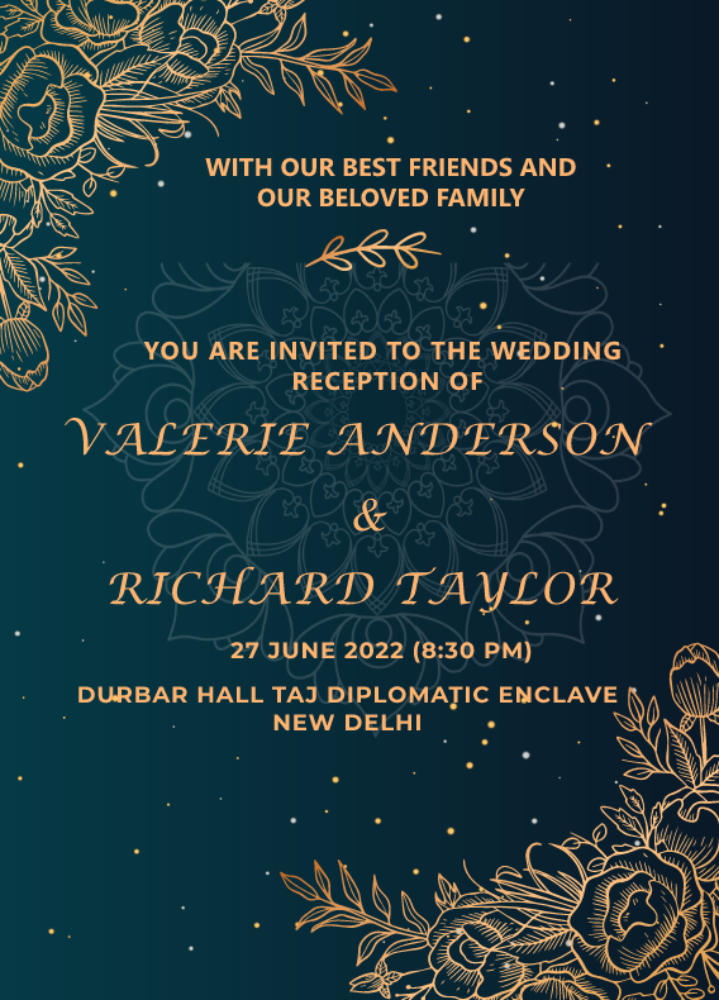 WITH OUR BEST FRIENDS AND
OUR BELOVED FAMILY
YOU ARE INVITED TO THE WEDDING
RECEPTION OF
VALERIE ANDERSON
&
RICHARD TAYLOR
27 JUNE 2022 (8:30 PM)
DURBAR HALL TAJ DIPLOMATIC ENCLAVE
NEW DELHI